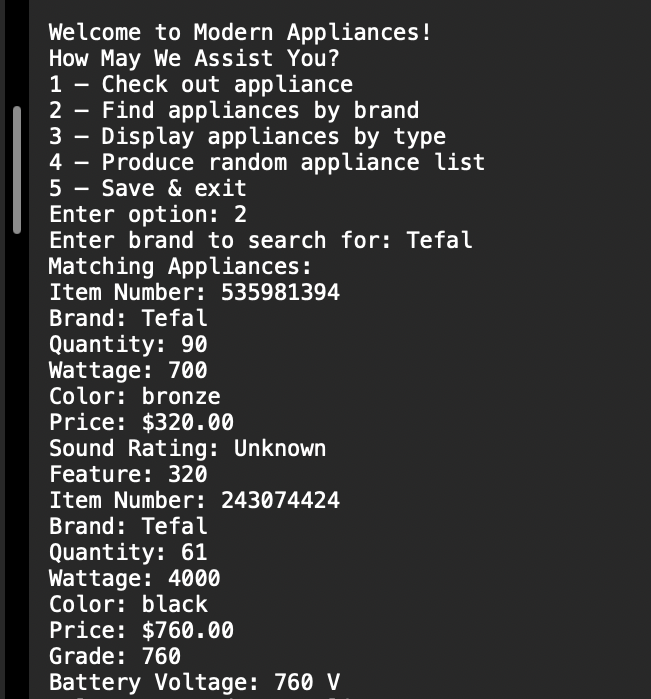 Welcome to Modern Appliances!
How May We Assist You?
1 – Check out appliance
2 – Find appliances by brand
3 – Display appliances by type
4 – Produce random appliance list
5 – Save & exit
Enter option: 2
Enter brand to search for: Tefal
Matching Appliances:
Item Number: 535981394
Brand: Tefal
Quantity: 90
Wattage: 700
Color: bronze
Price: $320.00
Sound Rating: Unknown
Feature: 320
Item Number: 243074424
Brand: Tefal
Quantity: 61
Wattage: 4000
Color: black
Price: $760.00
Grade: 760
Battery Voltage: 760 V